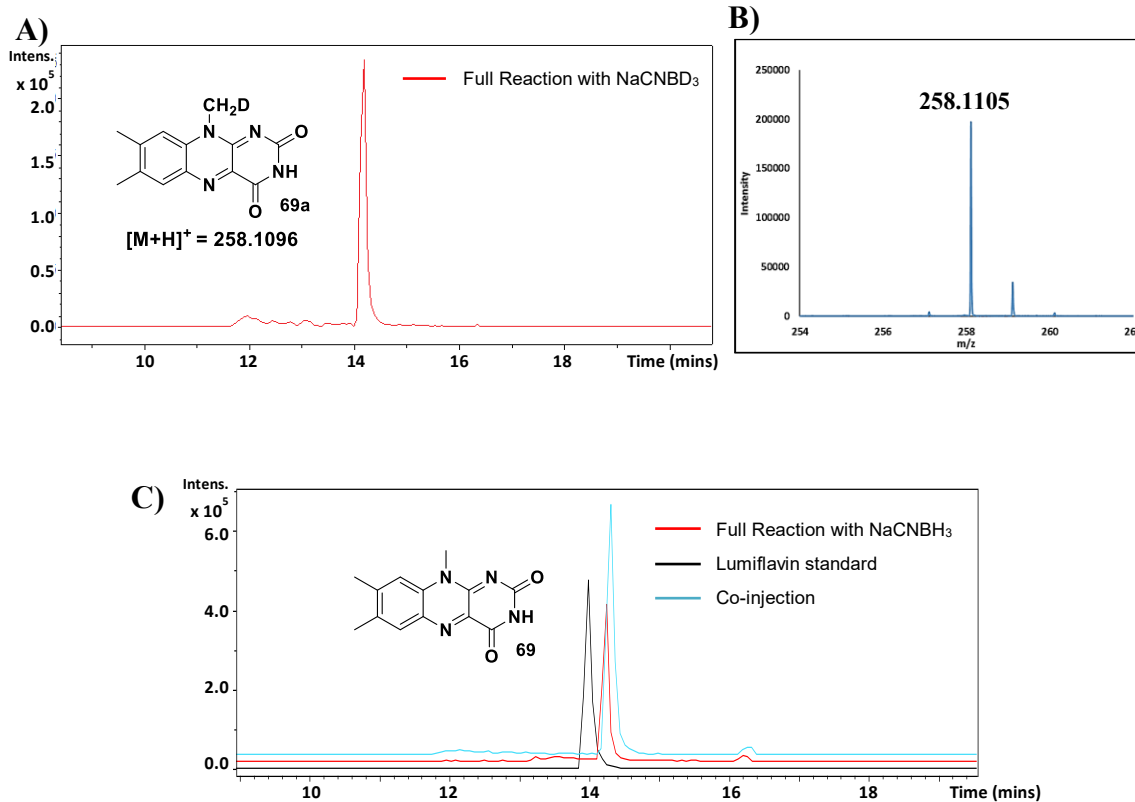 A)
Intens.
x 10⁵
2.0
1.5
1.0
0.5
0.0
10
12
14
16
18
Time (mins)
Full Reaction with NaCNBD₃
CH₂D
N
N
O
NH
N
O
69a
[M+H]⁺ = 258.1096
B)
258.1105
250000
200000
150000
100000
50000
0
Intensity
254
256
258
260
m/z
C)
Intens.
x 10⁵
6.0
4.0
2.0
0.0
10
12
14
16
18
Time (mins)
Full Reaction with NaCNBH₃
Lumiflavin standard
Co-injection
N
N
O
NH
N
O
69